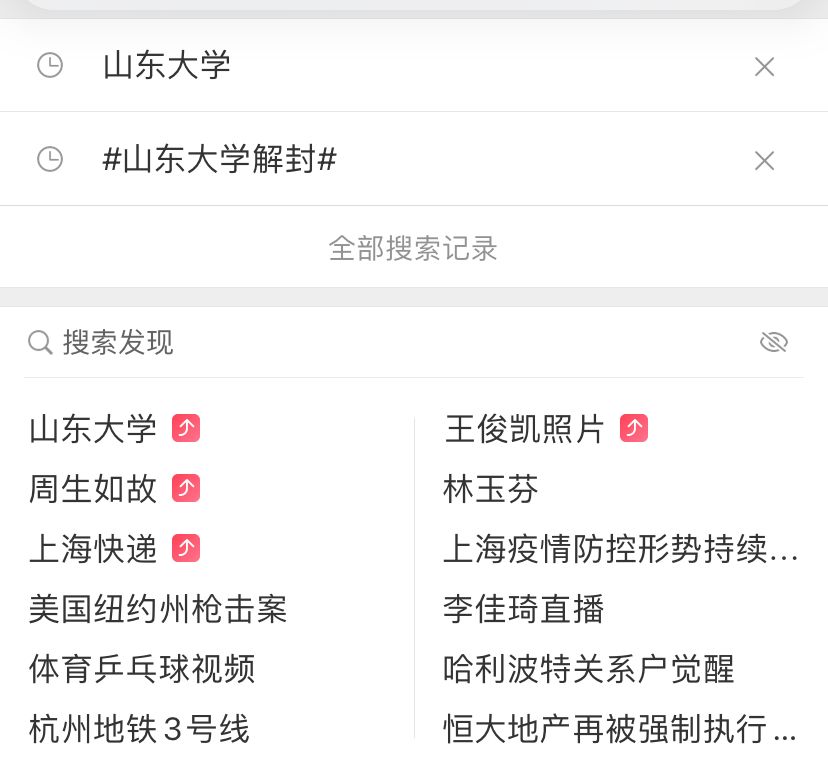 山东大学
#山东大学解封#
全部搜索记录
搜索发现
山东大学
王俊凯照片
周生如故
林玉芬
上海快递
上海疫情防控形势持续...
美国纽约州枪击案
李佳琦直播
体育乒乓球视频
哈利波特关系户觉醒
杭州地铁3号线
恒大地产再被强制执行...